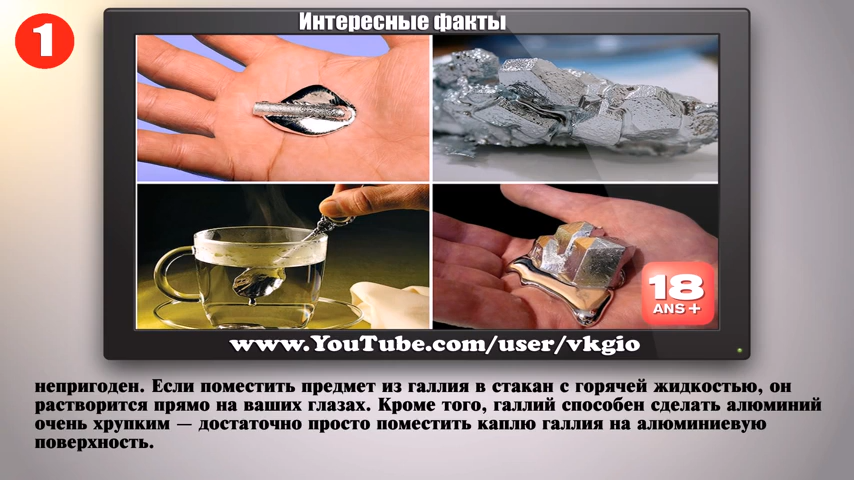 1
Интересные факты
18
ANS +
www.YouTube.com/user/vkgio
непригоден. Если поместить предмет из галлия в стакан с горячей жидкостью, он
растворится прямо на ваших глазах. Кроме того, галлий способен сделать алюминий
очень хрупким — достаточно просто поместить каплю галлия на алюминиевую
поверхность.